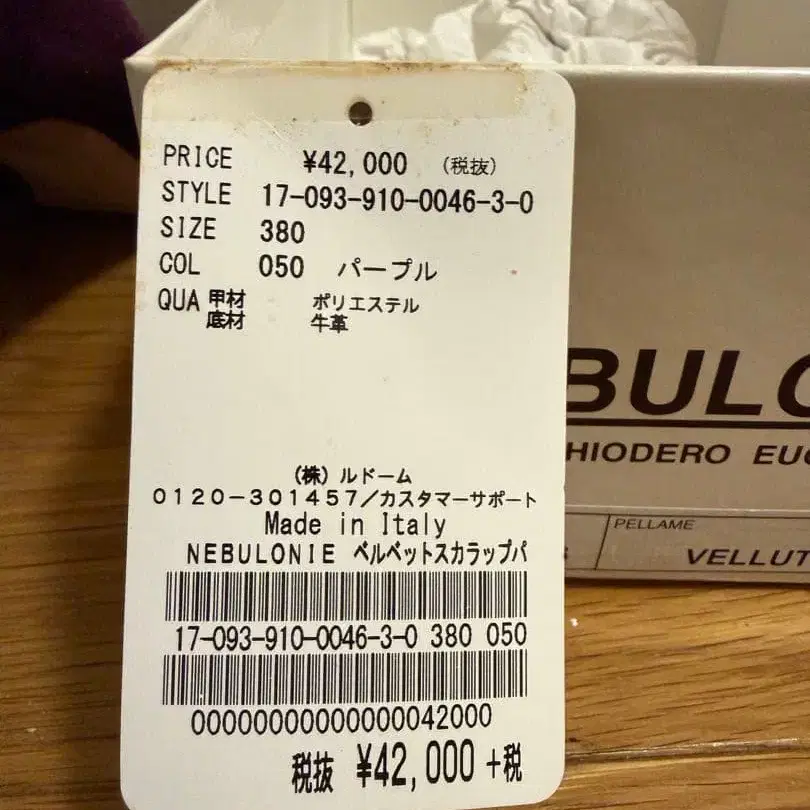 PRICE ¥42,000 (税抜)
STYLE 17-093-910-0046-3-0
SIZE 380
COL 050 パープル
QUA 甲材 ポリエステル
底材 牛革
(株)ルドーム
0120-301457/カスタマーサポート
Made in Italy
NEBULONIE ベルベットスカラップパ
17-093-910-0046-3-0 380 050
00000000000000042000
税抜 ¥42,000+税
BULO
HIODERO EUG
PELLAME
VELLUT